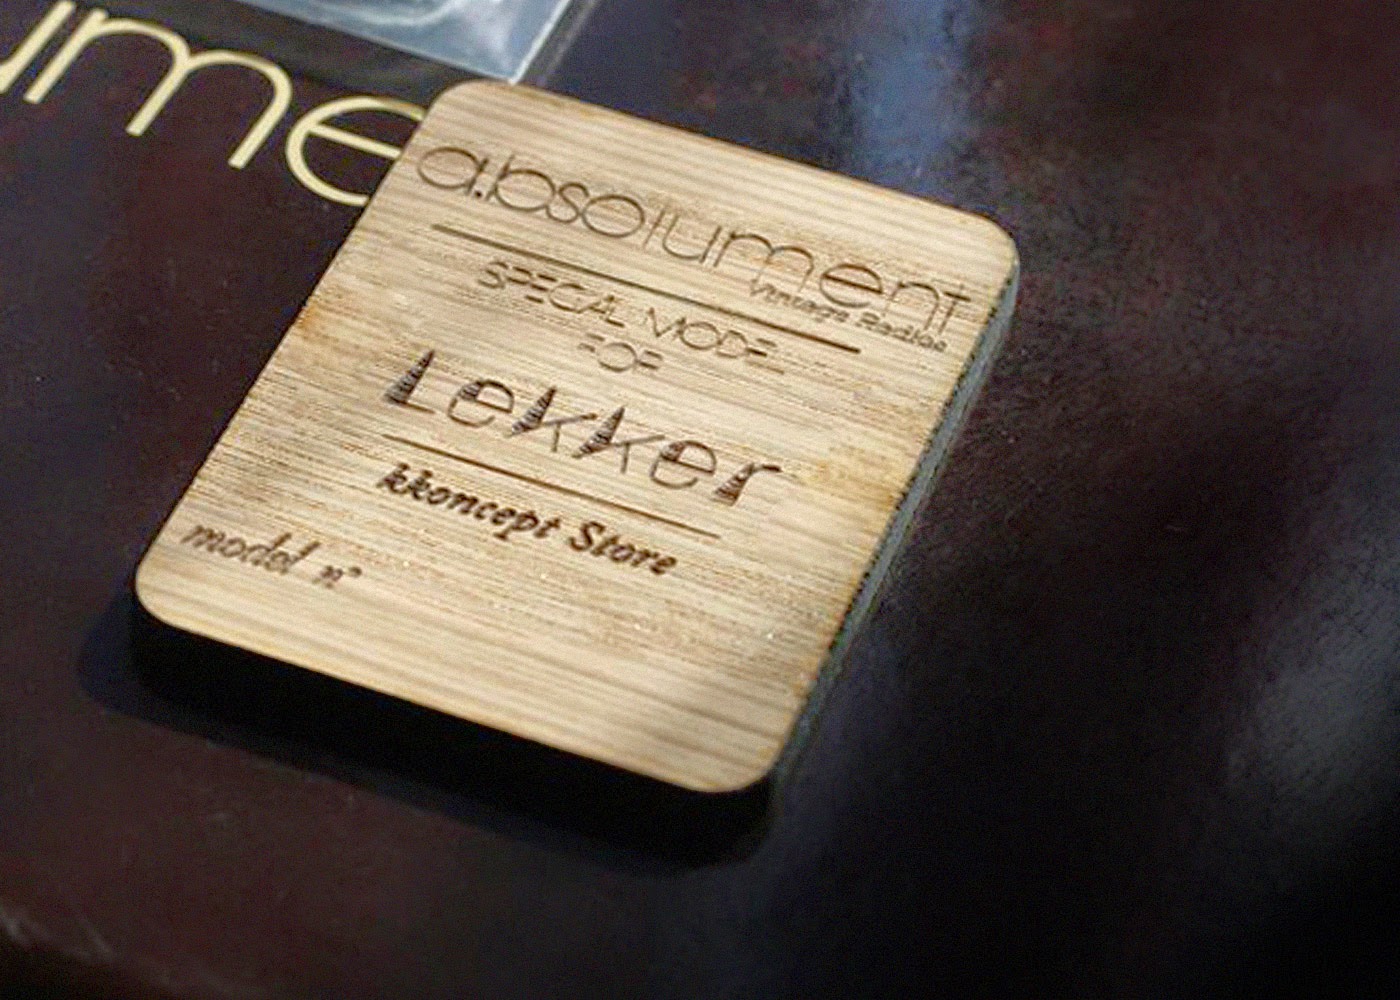 ume
a.bsolument
Vintage Radios
SPECIAL MODEL
FOR
Lekker
kkoncept Store
model n°